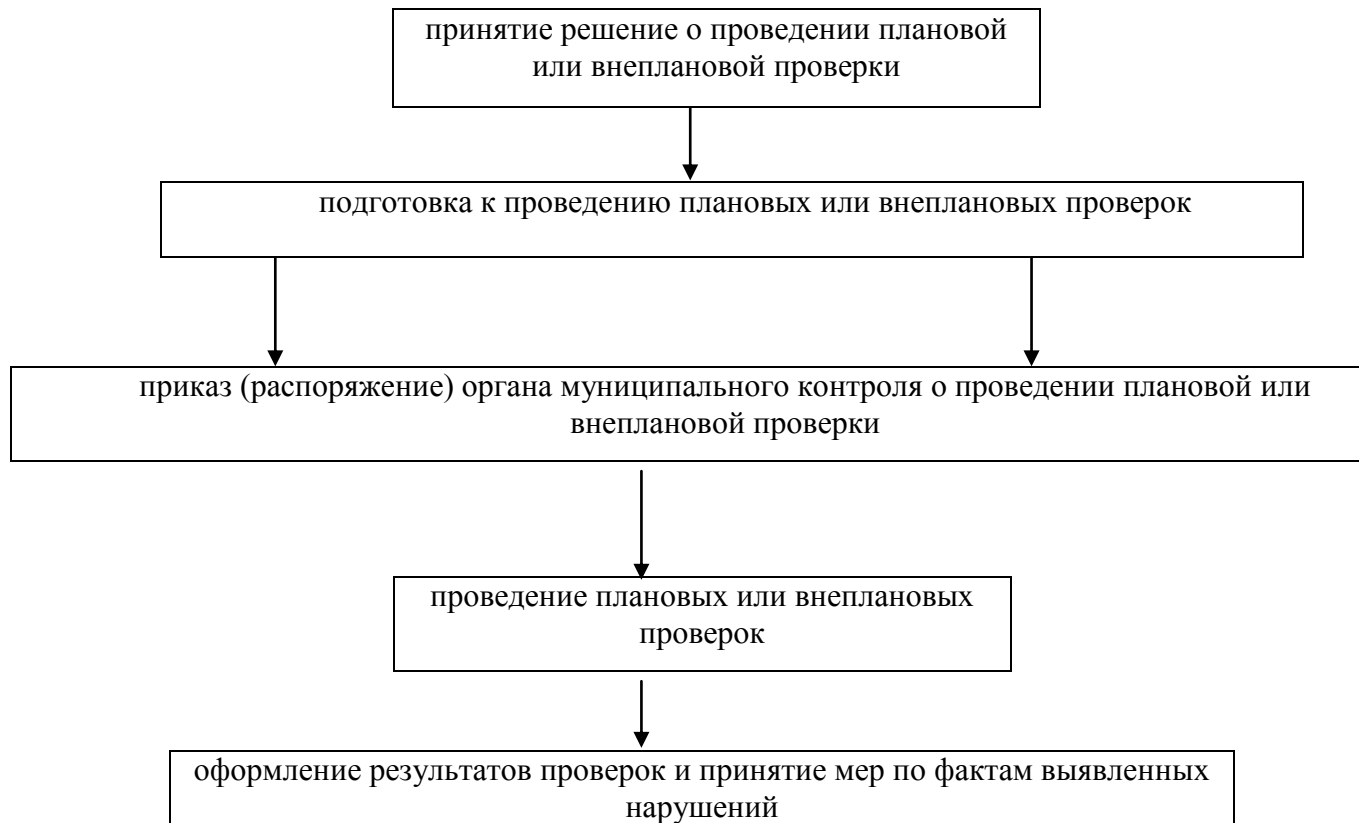 принятие решение о проведении плановой
или внеплановой проверки
подготовка к проведению плановых или внеплановых проверок
приказ (распоряжение) органа муниципального контроля о проведении плановой или
внеплановой проверки
проведение плановых или внеплановых
проверок
оформление результатов проверок и принятие мер по фактам выявленных
нарушений